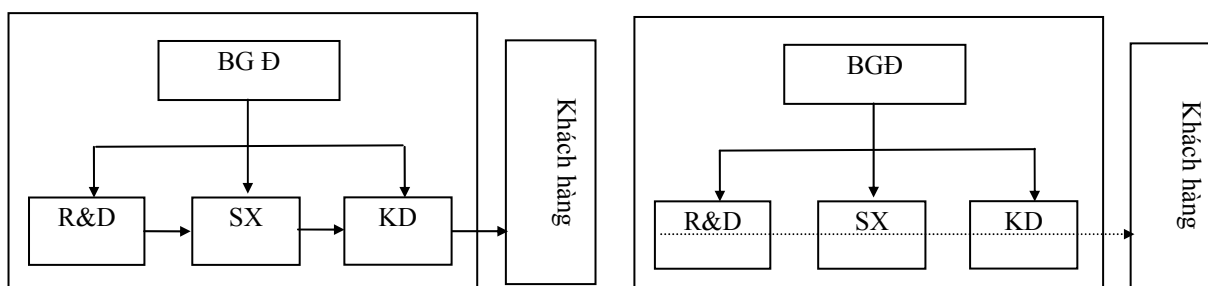 BG Đ
Khách hàng
R&D
SX
KD
BGĐ
Khách hàng
R&D
SX
KD